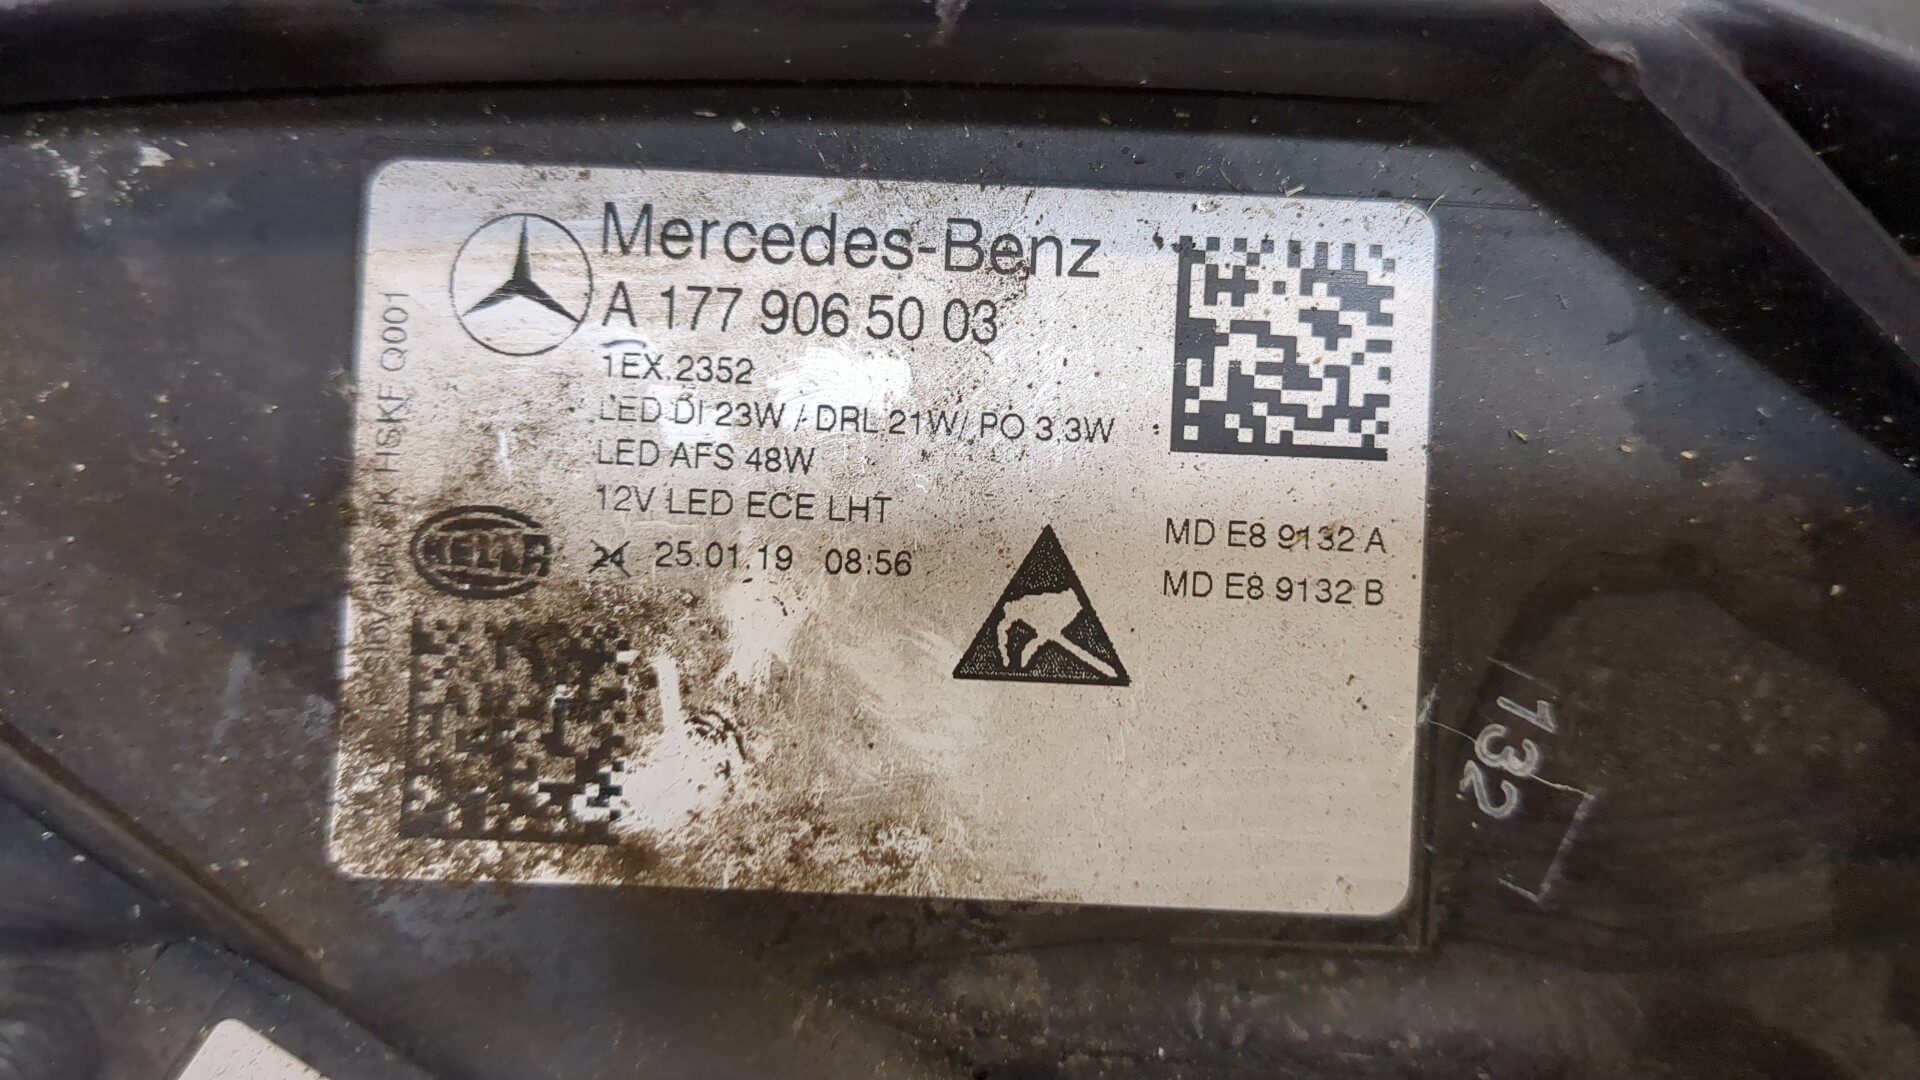 Mercedes-Benz
A 177 906 50 03
1EX.2352
LED DI 23W / DRL 21W/ PO 3,3W
LED AFS 48W
12V LED ECE LHT
HELLA
24 25.01.19 08:56
MD E8 9132 A
MD E8 9132 B
HSKF Q001
132